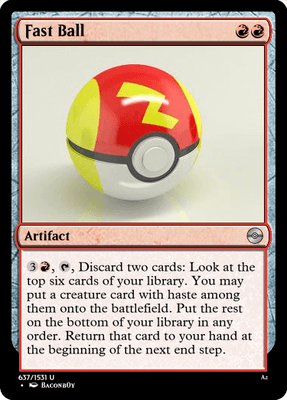 Fast Ball
Artifact
3, Discard two cards: Look at the
top six cards of your library. You may
put a creature card with haste among
them onto the battlefield. Put the rest
on the bottom of your library in any
order. Return that card to your hand at
the beginning of the next end step.
637/1531 U
Az
BaconBoy